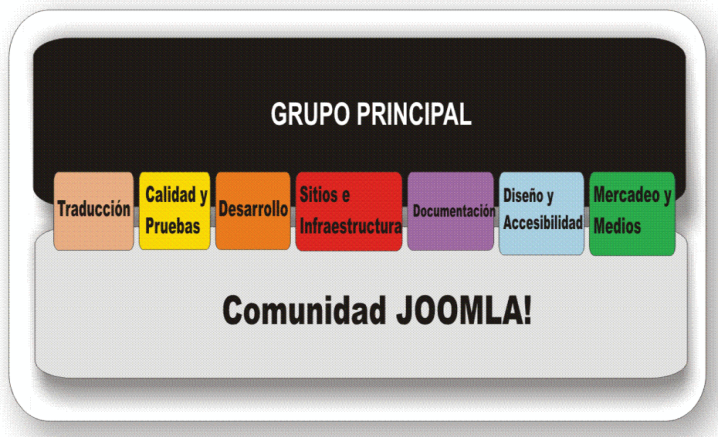 GRUPO PRINCIPAL
Traducción
Calidad y
Pruebas
Desarrollo
Sitios e
Infraestructura
Documentación
Diseño y
Accesibilidad
Mercadeo y
Medios
Comunidad JOOMLA!